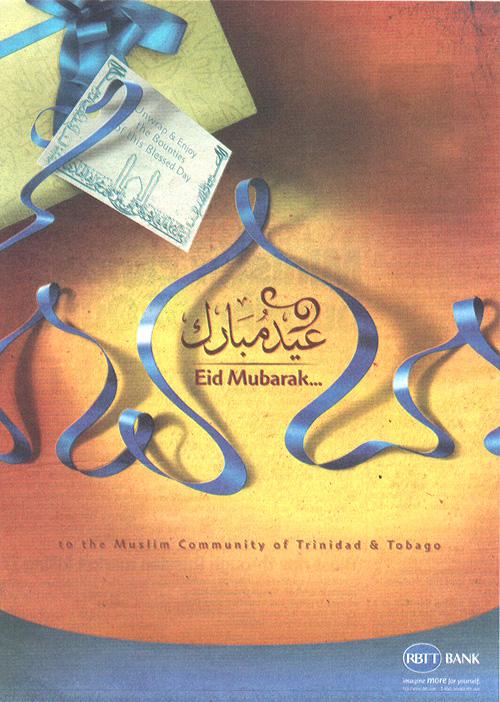 Unwrap & Enjoy
The Bounties
Of This Blessed Day
عيد مبارك
Eid Mubarak...
to the Muslim Community of Trinidad & Tobago
RBTT BANK
imagine more for yourself.